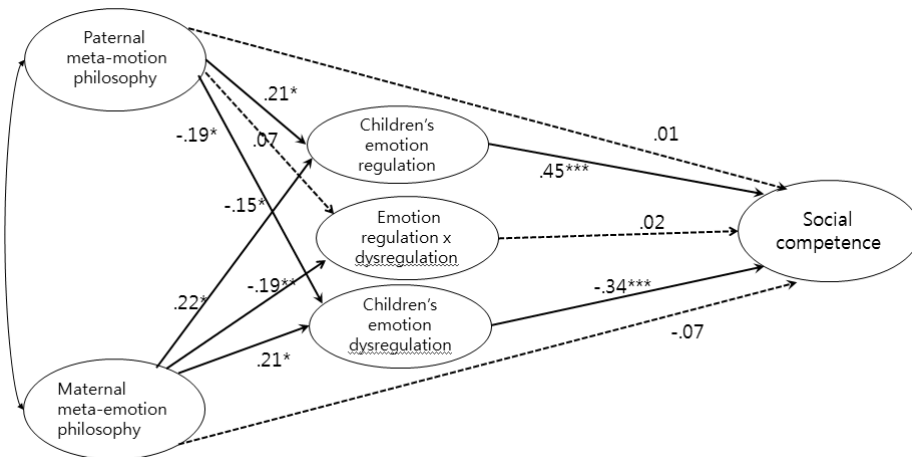 Paternal
meta-motion
philosophy
.21*
-.19*
.07
Children's
emotion
regulation
.01
.45***
-.15*
Emotion
regulation x
dysregulation
.02
Social
competence
-.19**
.22*
Children's
emotion
dysregulation
-.34***
.21*
-.07
Maternal
meta-emotion
philosophy